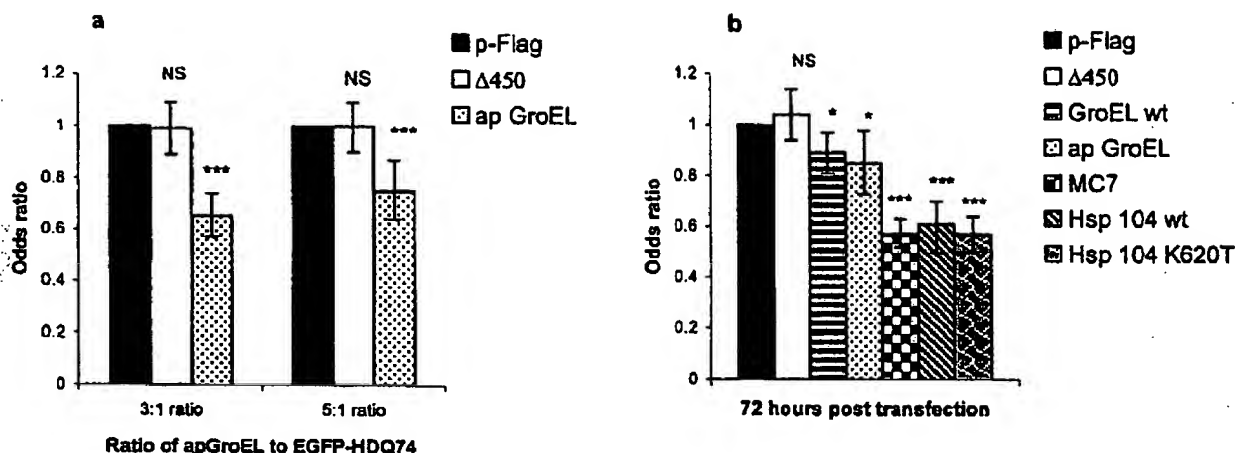 a
p-Flag
Δ450
ap GroEL
Odds ratio
1.2
1
0.8
0.6
0.4
0.2
0
NS
***
NS
***
3:1 ratio
5:1 ratio
Ratio of apGroEL to EGFP-HDQ74
b
p-Flag
Δ450
GroEL wt
ap GroEL
MC7
Hsp 104 wt
Hsp 104 K620T
Odds ratio
1.2
1
0.8
0.6
0.4
0.2
0
NS
*
*
***
***
***
72 hours post transfection